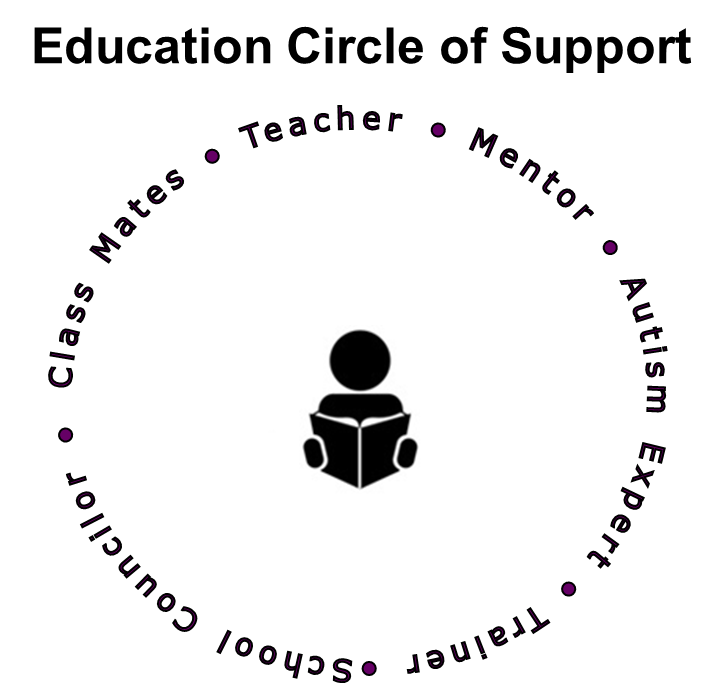 Education Circle of Support
Teacher • Mentor • Autism Expert • Trainer • School Councilor • Class Mates •